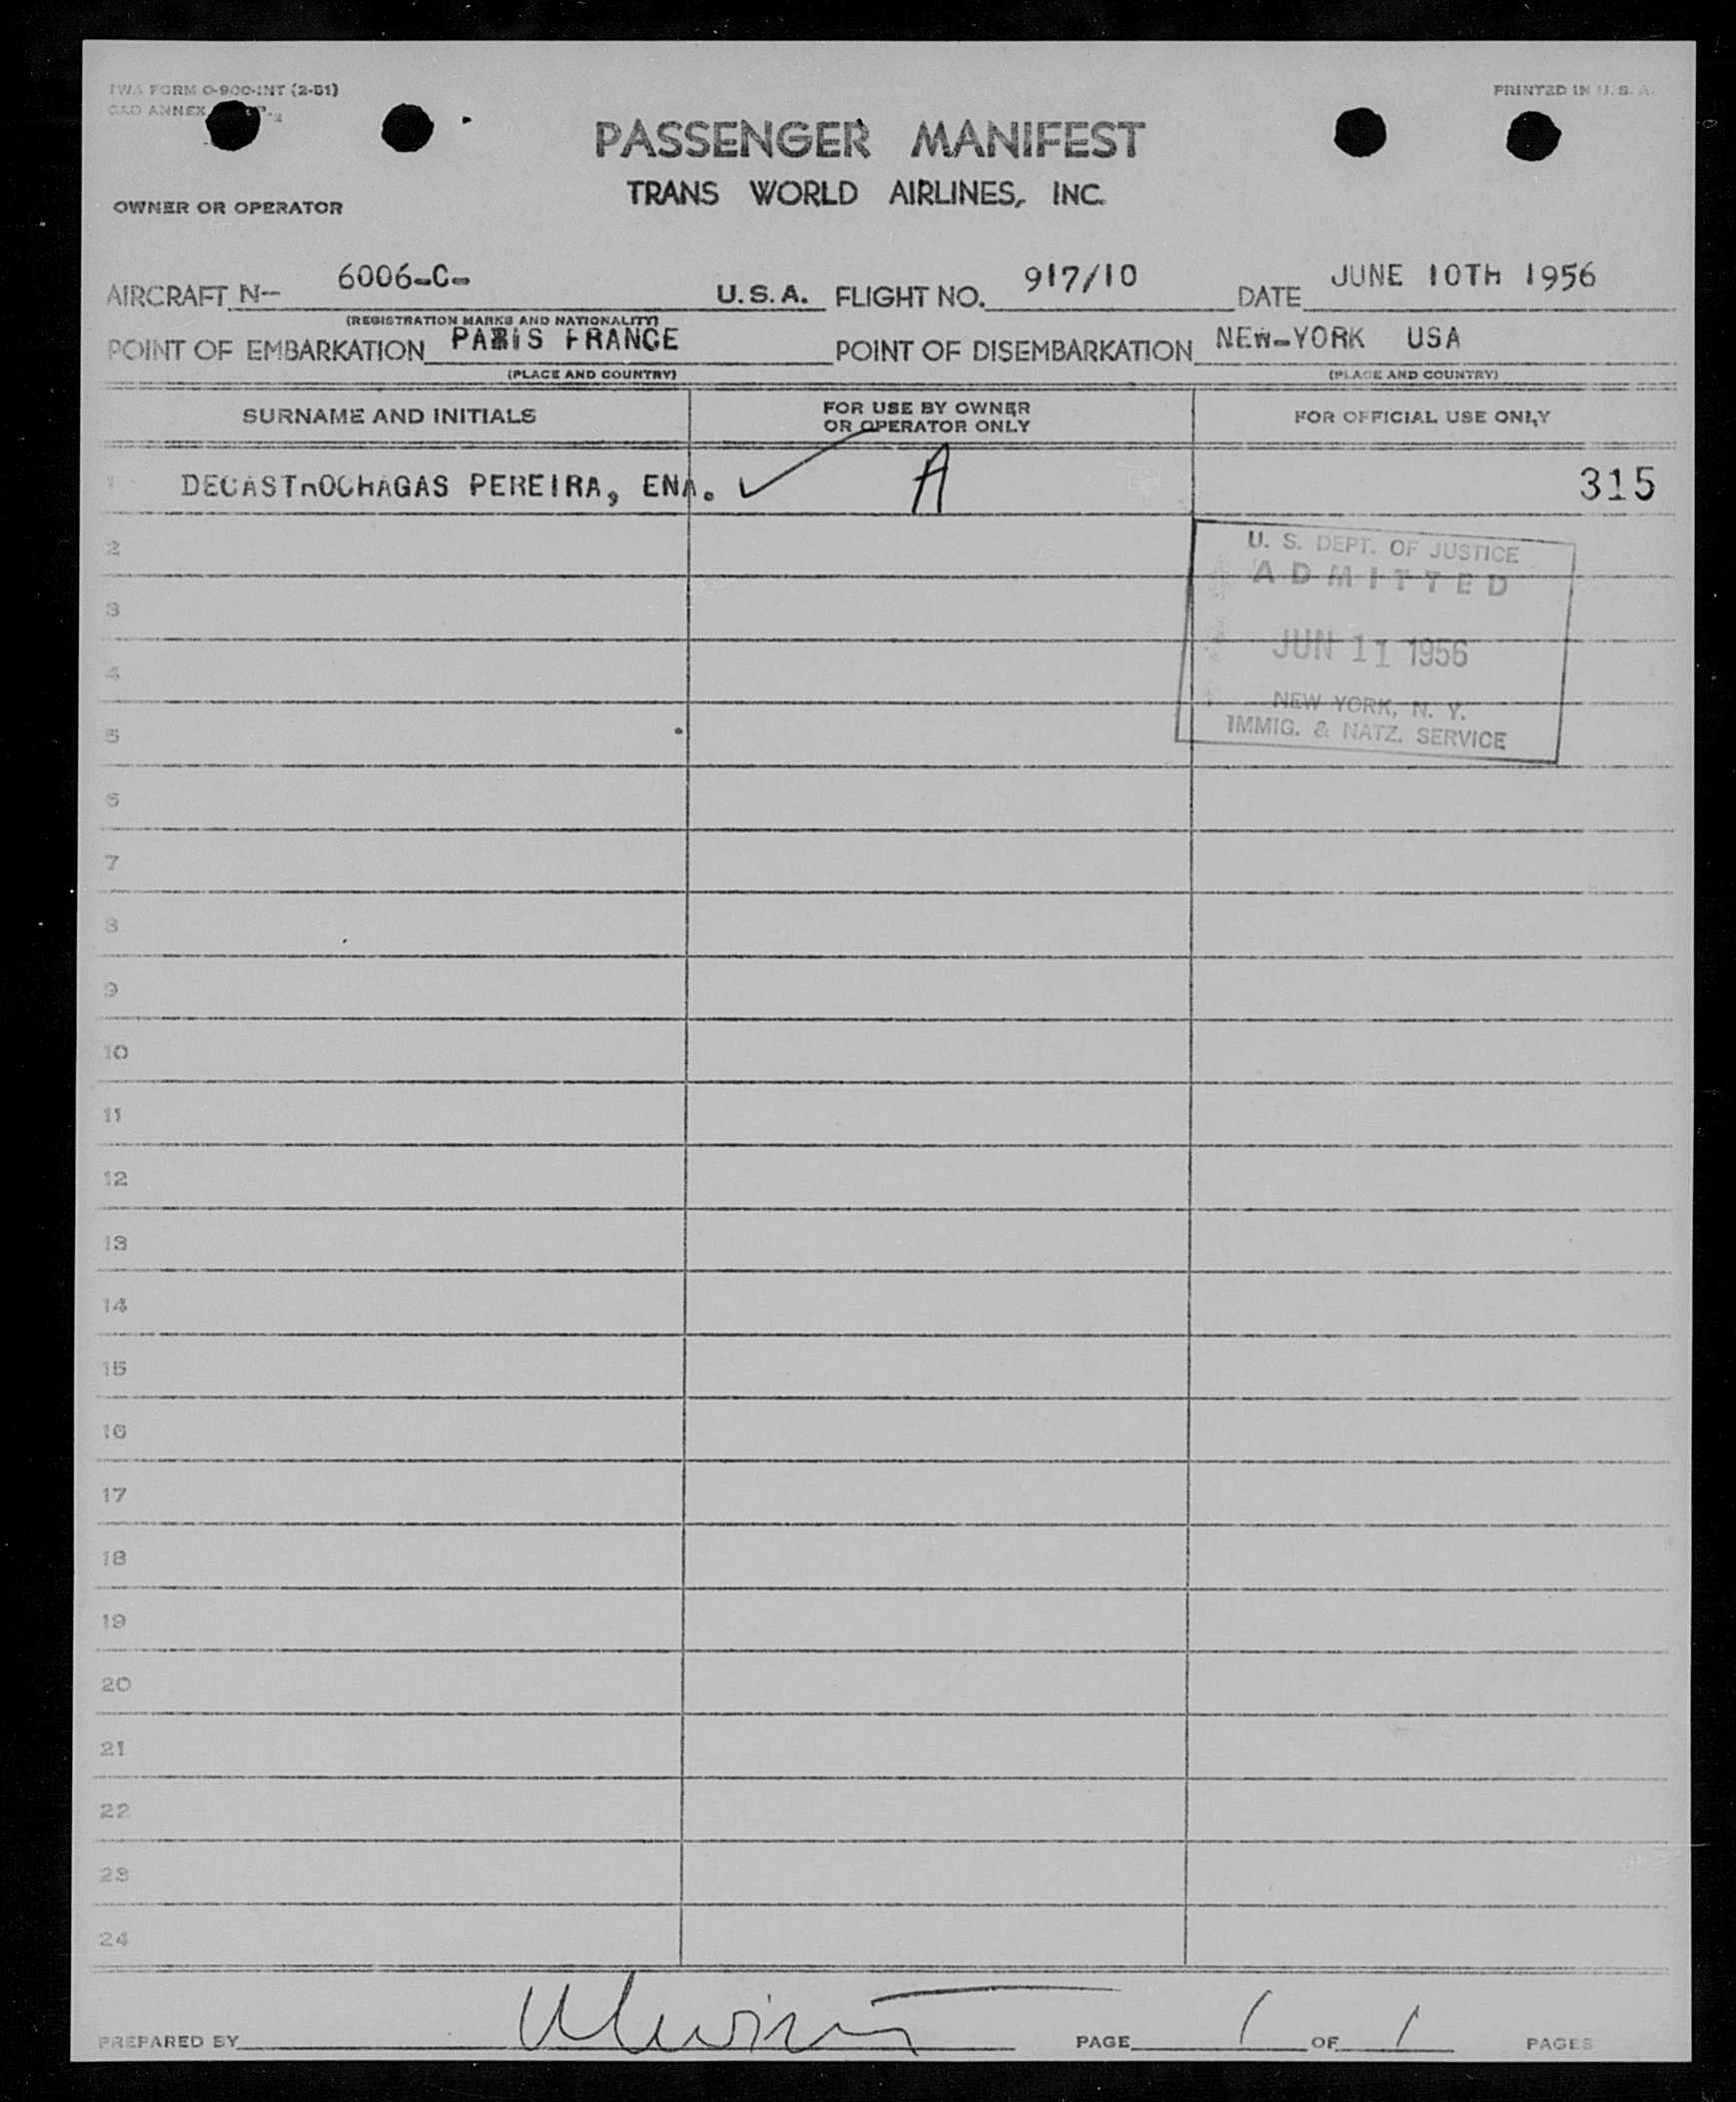 TWA FORM O-900-INT (2-51)
PRINTED IN U. S. A.
C&D ANNEX
PASSENGER MANIFEST
TRANS WORLD AIRLINES, INC.
OWNER OR OPERATOR
AIRCRAFT N- 6006-C- U.S.A. FLIGHT NO. 917/10 DATE JUNE 10TH 1956
(REGISTRATION MARKS AND NATIONALITY)
POINT OF EMBARKATION PARIS FRANCE POINT OF DISEMBARKATION NEW-YORK USA
(PLACE AND COUNTRY) (PLACE AND COUNTRY)
SURNAME AND INITIALS FOR USE BY OWNER OR OPERATOR ONLY FOR OFFICIAL USE ONLY
1 DECASTROCHAGAS PEREIRA, ENA. A 315
U. S. DEPT. OF JUSTICE
2
ADMITTED
3
JUN 11 1956
4
NEW YORK, N. Y.
5
IMMIG. & NATZ. SERVICE
6
7
8
9
10
11
12
13
14
15
16
17
18
19
20
21
22
23
24
PREPARED BY PAGE 1 OF 1 PAGES